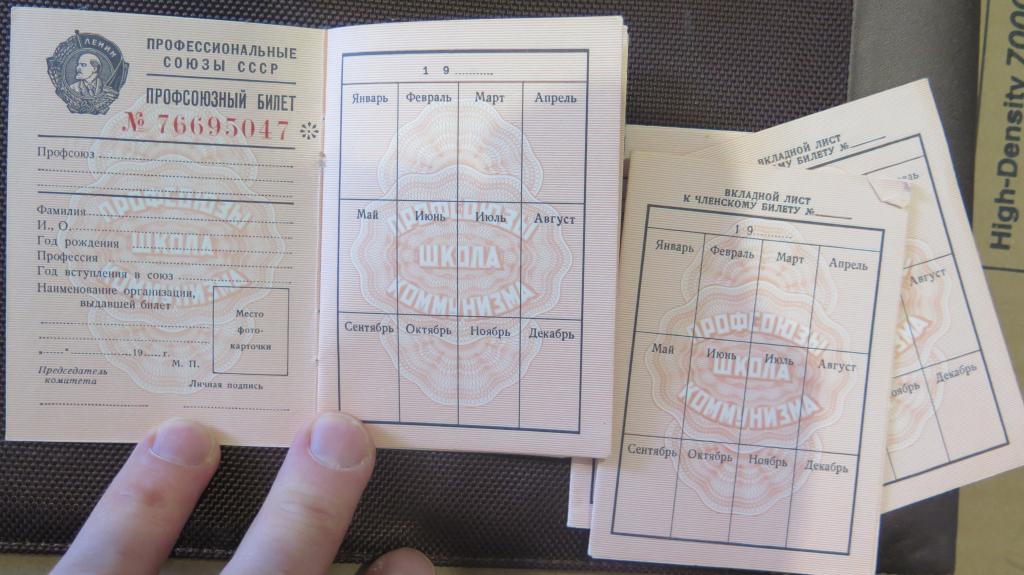 ЛЕНИН
ПРОФЕССИОНАЛЬНЫЕ
СОЮЗЫ СССР
ПРОФСОЮЗНЫЙ БИЛЕТ
№ 76695047
Профсоюз
Фамилия
И., О.
Год рождения
Профессия
Год вступления в союз
Наименование организации,
выдавшей билет
Место
фото-
карточки
„ “ 19 г.
М. П.
Председатель
комитета
Личная подпись
ПРОФСОЮЗЫ
ШКОЛА
КОММУНИЗМА
19
Январь Февраль Март Апрель
Май Июнь Июль Август
Сентябрь Октябрь Ноябрь Декабрь
ПРОФСОЮЗЫ
ШКОЛА
КОММУНИЗМА
ВКЛАДНОЙ ЛИСТ
К ЧЛЕНСКОМУ БИЛЕТУ №
19
Январь Февраль Март Апрель
Май Июнь Июль Август
Сентябрь Октябрь Ноябрь Декабрь
ПРОФСОЮЗЫ
ШКОЛА
КОММУНИЗМА
ВКЛАДНОЙ ЛИСТ
БИЛЕТУ №
Август
Декабрь
High-Density